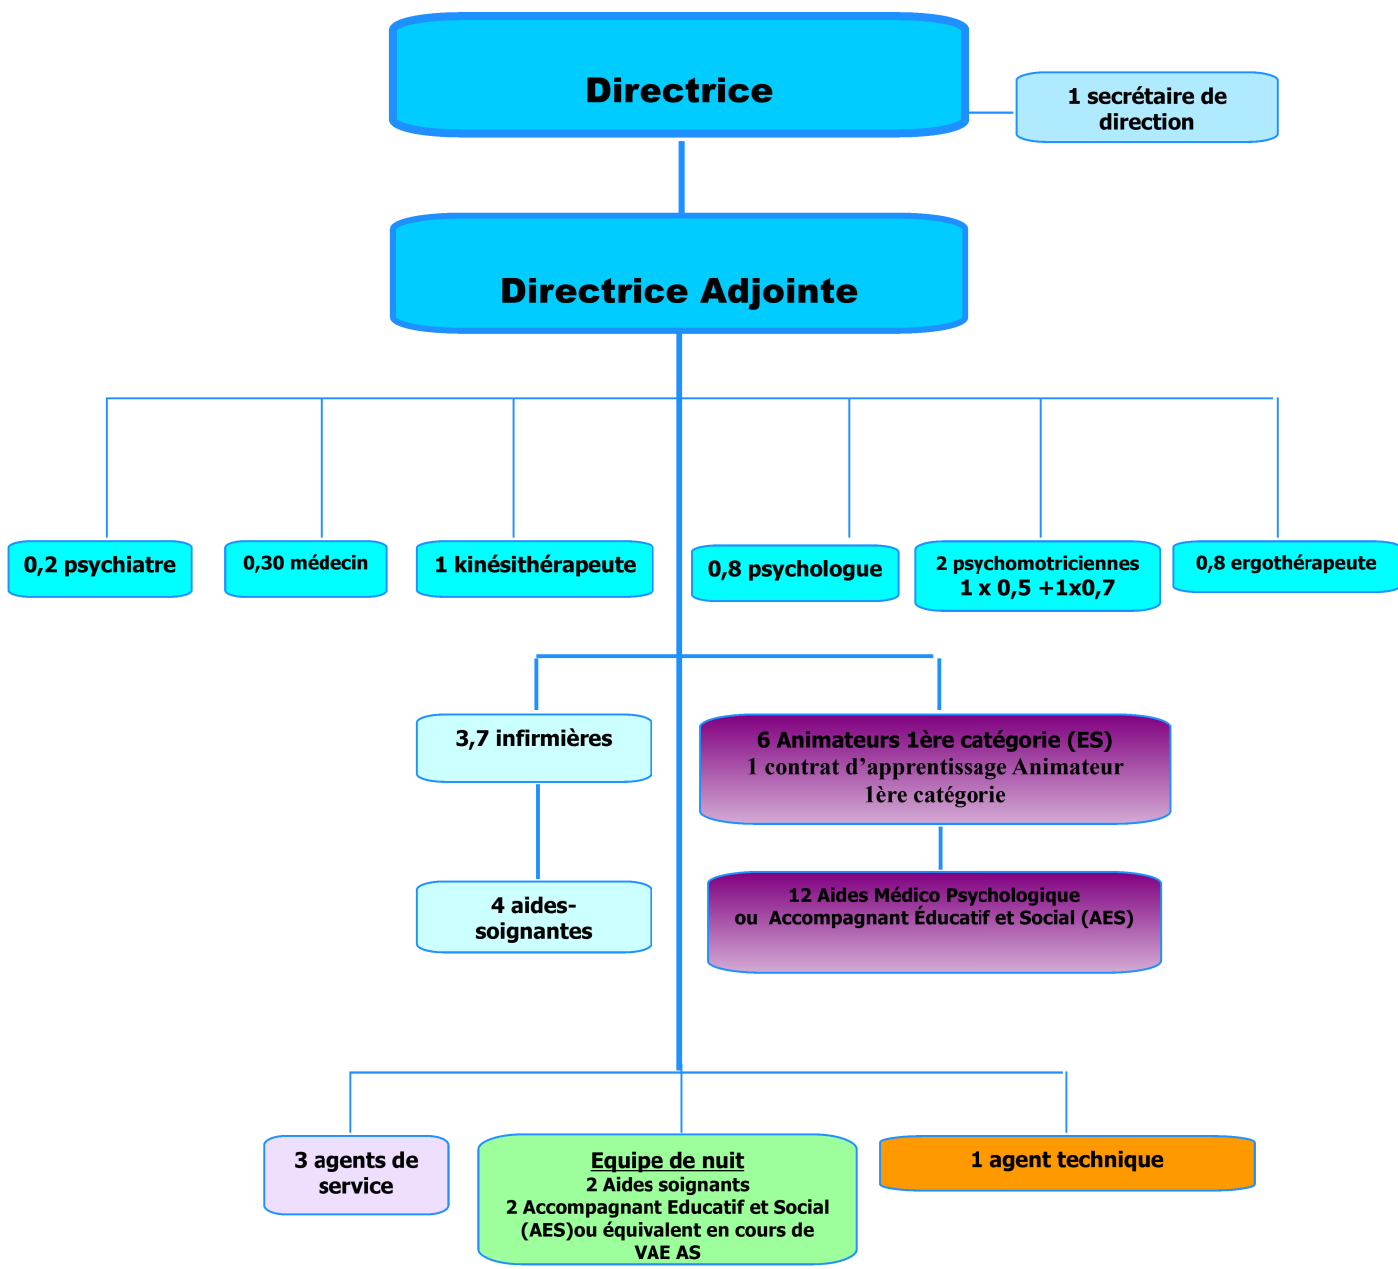 Directrice
1 secrétaire de
direction
Directrice Adjointe
0,2 psychiatre
0,30 médecin
1 kinésithérapeute
0,8 psychologue
2 psychomotriciennes
1 x 0,5 +1x0,7
0,8 ergothérapeute
3,7 infirmières
6 Animateurs 1ère catégorie (ES)
1 contrat d’apprentissage Animateur
1ère catégorie
4 aides-
soignantes
12 Aides Médico Psychologique
ou Accompagnant Éducatif et Social (AES)
3 agents de
service
Equipe de nuit
2 Aides soignants
2 Accompagnant Educatif et Social
(AES)ou équivalent en cours de
VAE AS
1 agent technique